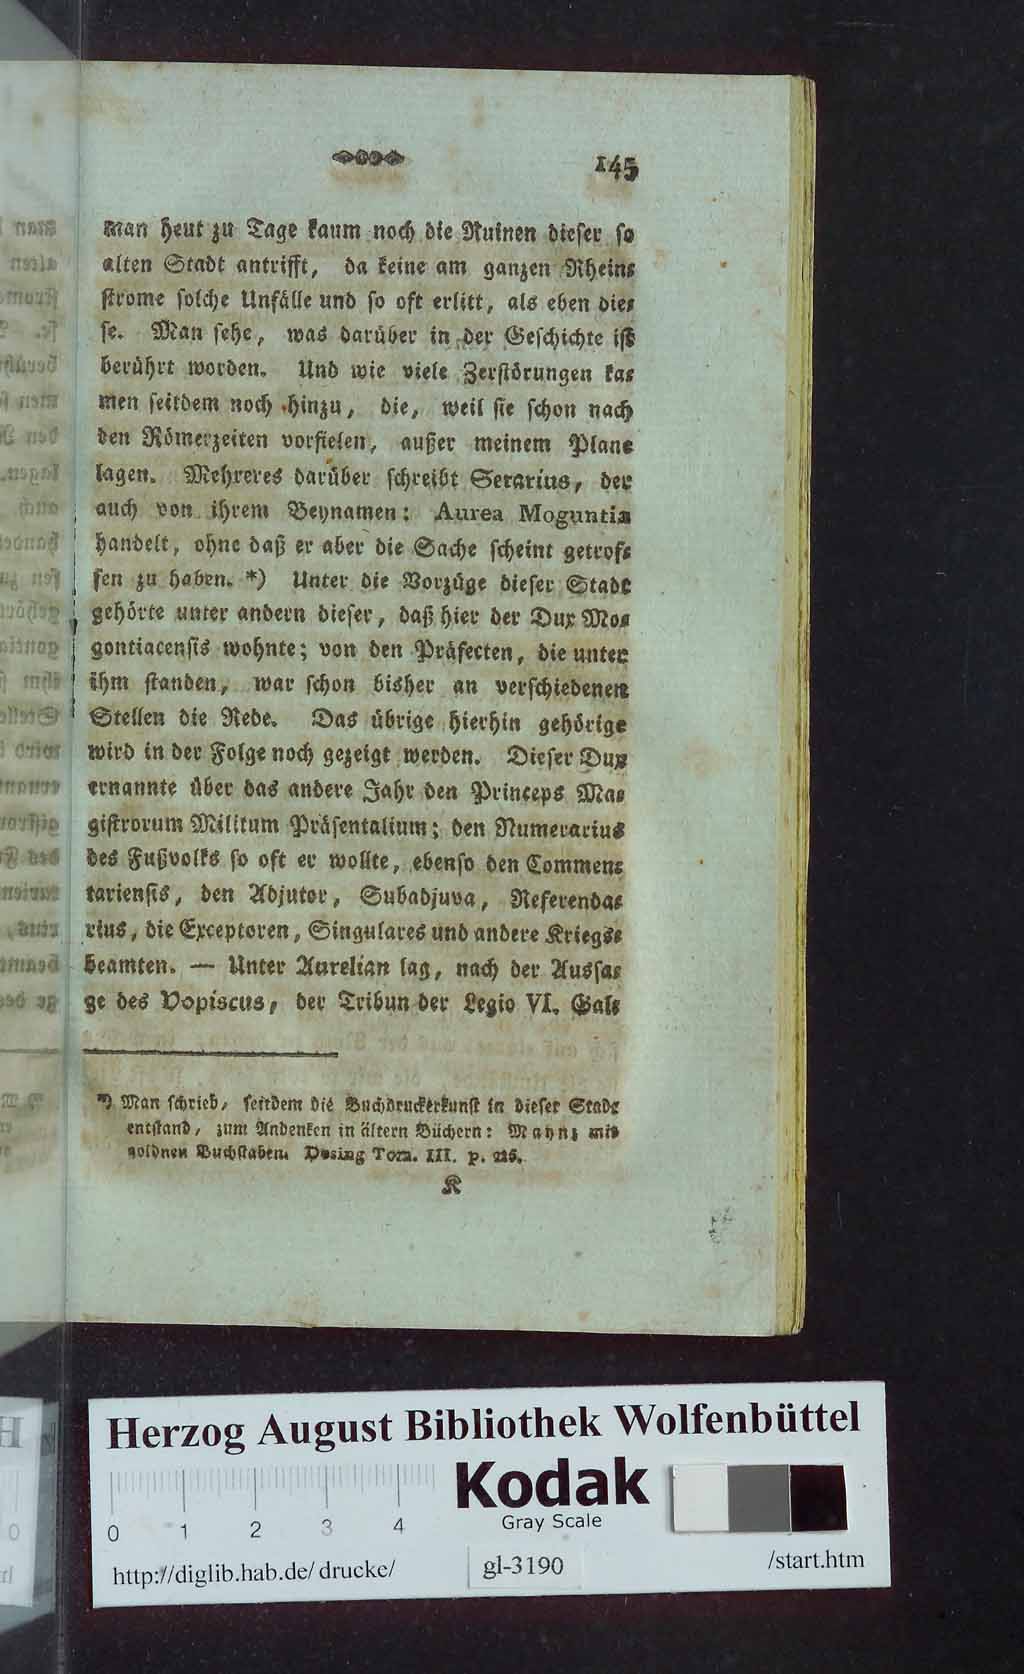 145
man heut zu Tage kaum noch die Ruinen dieser so
alten Stadt antrifft, da keine am ganzen Rhein-
strome solche Unfälle und so oft erlitt, als eben die-
se. Man sehe, was darüber in der Geschichte ist
berührt worden. Und wie viele Zerstörungen ka-
men seitdem noch hinzu, die, weil sie schon nach
den Römerzeiten vorfielen, außer meinem Plane
lagen. Mehreres darüber schreibt Serarius, der
auch von ihrem Beynamen: Aurea Moguntia
handelt, ohne daß er aber die Sache scheint getrof-
fen zu haben. *) Unter die Vorzüge dieser Stadt
gehörte unter andern dieser, daß hier der Dux Mo-
gontiacensis wohnte; von den Präfecten, die unter
ihm standen, war schon bisher an verschiedenen
Stellen die Rede. Das übrige hierhin gehörige
wird in der Folge noch gezeigt werden. Dieser Dux
ernannte über das andere Jahr den Princeps Ma-
gistrorum Militum Präsentalium; den Numerarius
des Fußvolks so oft er wollte, ebenso den Commen-
tariensis, den Adjutor, Subadjuva, Referenda-
rius, die Exceptoren, Singulares und andere Kriegs-
beamten. — Unter Aurelian lag, nach der Aussa-
ge des Vopiscus, der Tribun der Legio VI. Gal-
*) Man schrieb, seitdem die Buchdruckerkunst in dieser Stadt
entstand, zum Andenken in ältern Büchern: Maynz mit
goldnen Buchstaben. Tom. III. p.
K
Herzog August Bibliothek Wolfenbüttel
Kodak
Gray Scale
0 1 2 3 4
http://diglib.hab.de/drucke/ gl-3190 /start.htm